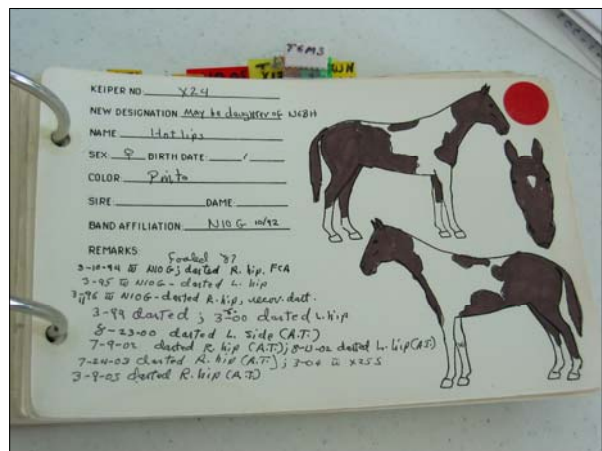 TEMS
WN
KEIPER NO. X24
NEW DESIGNATION May be daughter of N6BH
NAME Hot lips
SEX ♀ BIRTH DATE /
COLOR Pinto
SIRE DAME
BAND AFFILIATION N10G 10/92
REMARKS Foaled 87
3-10-94 w N10G; darted R. hip. FCA
3-95 w N10G - darted L. hip
3-96 w N10G - darted R. hip, recov. dart.
3-99 darted ; 3-00 darted L. hip
8-23-00 darted L. side (A.T.)
7-9-02 darted R. hip (A.T.); 8-13-02 darted L. hip (A.T.)
7-24-03 darted R. hip (A.T.) ; 3-04 w X25S
3-9-05 darted R. hip (A.T.)